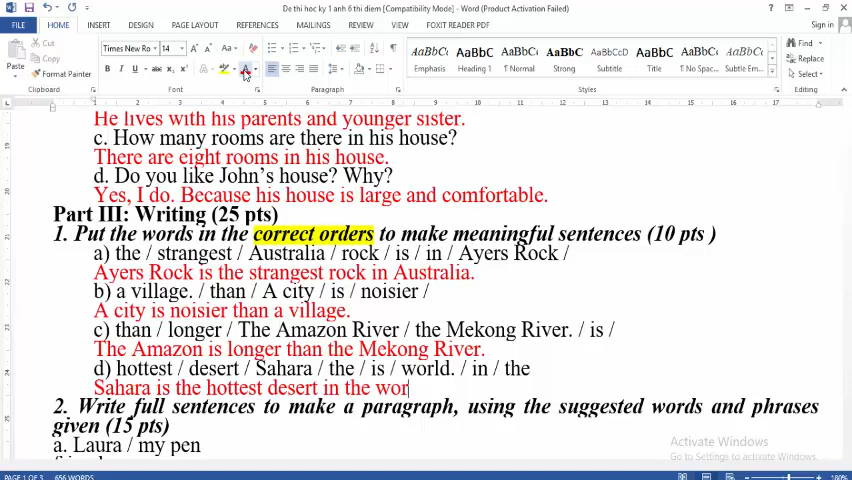 De thi hoc ky 1 anh 6 thi diem [Compatibility Mode] - Word (Product Activation Failed)
FILE HOME INSERT DESIGN PAGE LAYOUT REFERENCES MAILINGS REVIEW VIEW FOXIT READER PDF Sign in
Cut
Copy
Format Painter
Paste
Clipboard
Times New Ro 14
Font
Paragraph
AaBbCc AaBbC AaBbCc AaBbCc AaBbCcD AaBbC AaBbCc AaBbCc
Emphasis Heading 1 ¶ Normal Strong Subtitle Title ¶ No Spac... Subtle Em...
Styles
Find
Replace
Select
Editing
He lives with his parents and younger sister.
c. How many rooms are there in his house?
There are eight rooms in his house.
d. Do you like John’s house? Why?
Yes, I do. Because his house is large and comfortable.
Part III: Writing (25 pts)
1. Put the words in the correct orders to make meaningful sentences (10 pts )
a) the / strangest / Australia / rock / is / in / Ayers Rock /
Ayers Rock is the strangest rock in Australia.
b) a village. / than / A city / is / noisier /
A city is noisier than a village.
c) than / longer / The Amazon River / the Mekong River. / is /
The Amazon is longer than the Mekong River.
d) hottest / desert / Sahara / the / is / world. / in / the
Sahara is the hottest desert in the wor
2. Write full sentences to make a paragraph, using the suggested words and phrases
given (15 pts)
a. Laura / my pen
Activate Windows
Go to Settings to activate Windows.
PAGE 1 OF 3 656 WORDS 180%